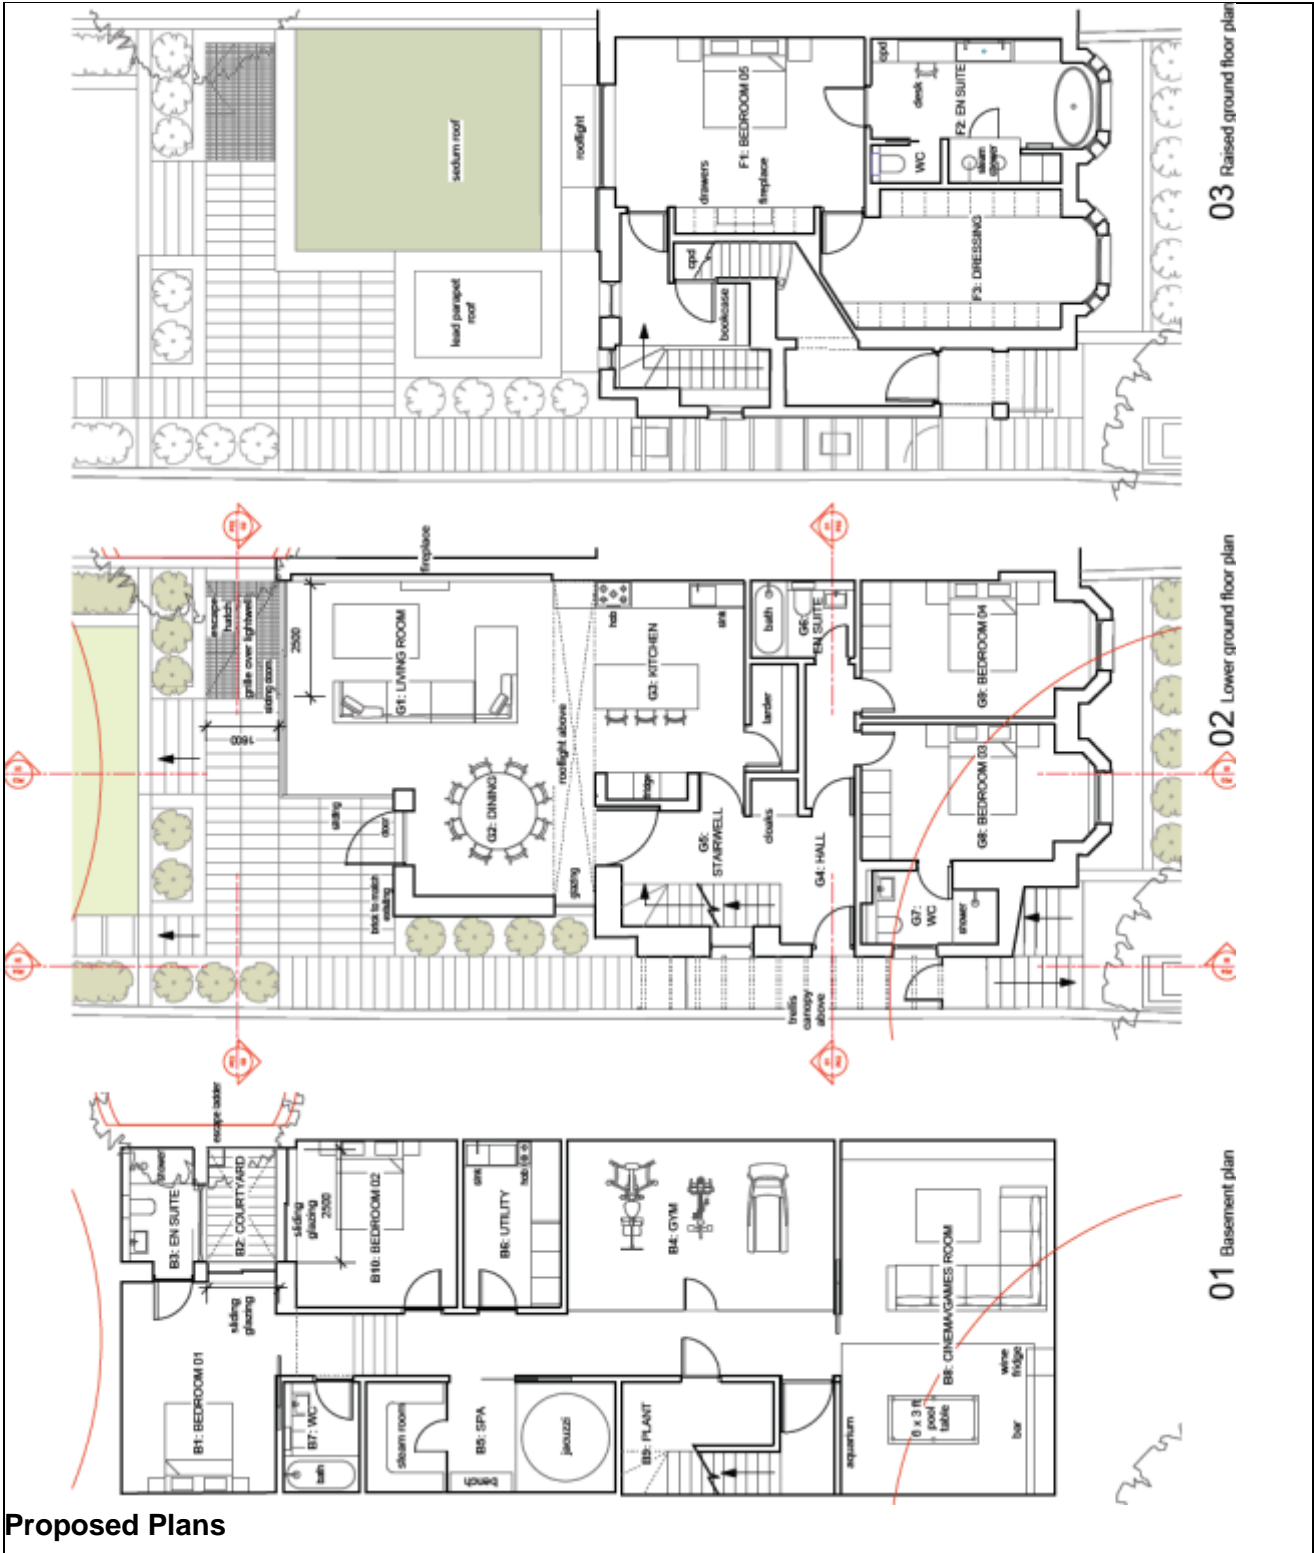 03 Raised ground floor plan
sedum roof
rooflight
lead parapet
roof
F1: BEDROOM 05
drawers
fireplace
cpd
desk
F2: EN SUITE
WC
steam
shower
cpd
bookcase
F3: DRESSING
02 Lower ground floor plan
escape
hatch
grille over lightwell
sliding doors
2500
1600
fireplace
G1: LIVING ROOM
G2: DINING
sliding
door
brick to match
existing
rooflight above
glazing
hob
sink
G3: KITCHEN
fridge
larder
bath
G6:
EN SUITE
G5:
STAIRWELL
cloaks
G4: HALL
G9: BEDROOM 04
G8: BEDROOM 03
G7:
WC
shower
trellis
canopy
above
01 Basement plan
escape ladder
shower
B3: EN SUITE
B2: COURTYARD
sliding
glazing
2500
sliding
glazing
B1: BEDROOM 01
B10: BEDROOM 02
sink
hob
B6: UTILITY
B7: WC
bath
steam room
B5: SPA
bench
jacuzzi
B4: GYM
B9: PLANT
aquarium
B8: CINEMA/GAMES ROOM
6 x 3 ft
pool
table
wine
fridge
bar
Proposed Plans